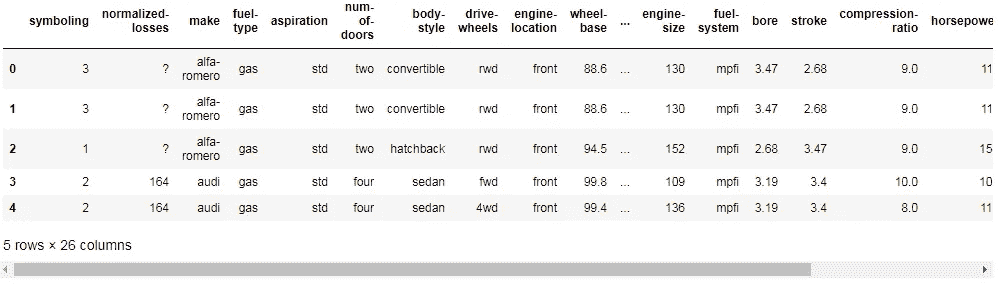 symboling normalized-losses make fuel-type aspiration num-of-doors body-style drive-wheels engine-location wheel-base ... engine-size fuel-system bore stroke compression-ratio
0 3 ? alfa-romero gas std two convertible rwd front 88.6 ... 130 mpfi 3.47 2.68 9.0 11
1 3 ? alfa-romero gas std two convertible rwd front 88.6 ... 130 mpfi 3.47 2.68 9.0 11
2 1 ? alfa-romero gas std two hatchback rwd front 94.5 ... 152 mpfi 2.68 3.47 9.0 15
3 2 164 audi gas std four sedan fwd front 99.8 ... 109 mpfi 3.19 3.4 10.0 10
4 2 164 audi gas std four sedan 4wd front 99.4 ... 136 mpfi 3.19 3.4 8.0 11
5 rows × 26 columns